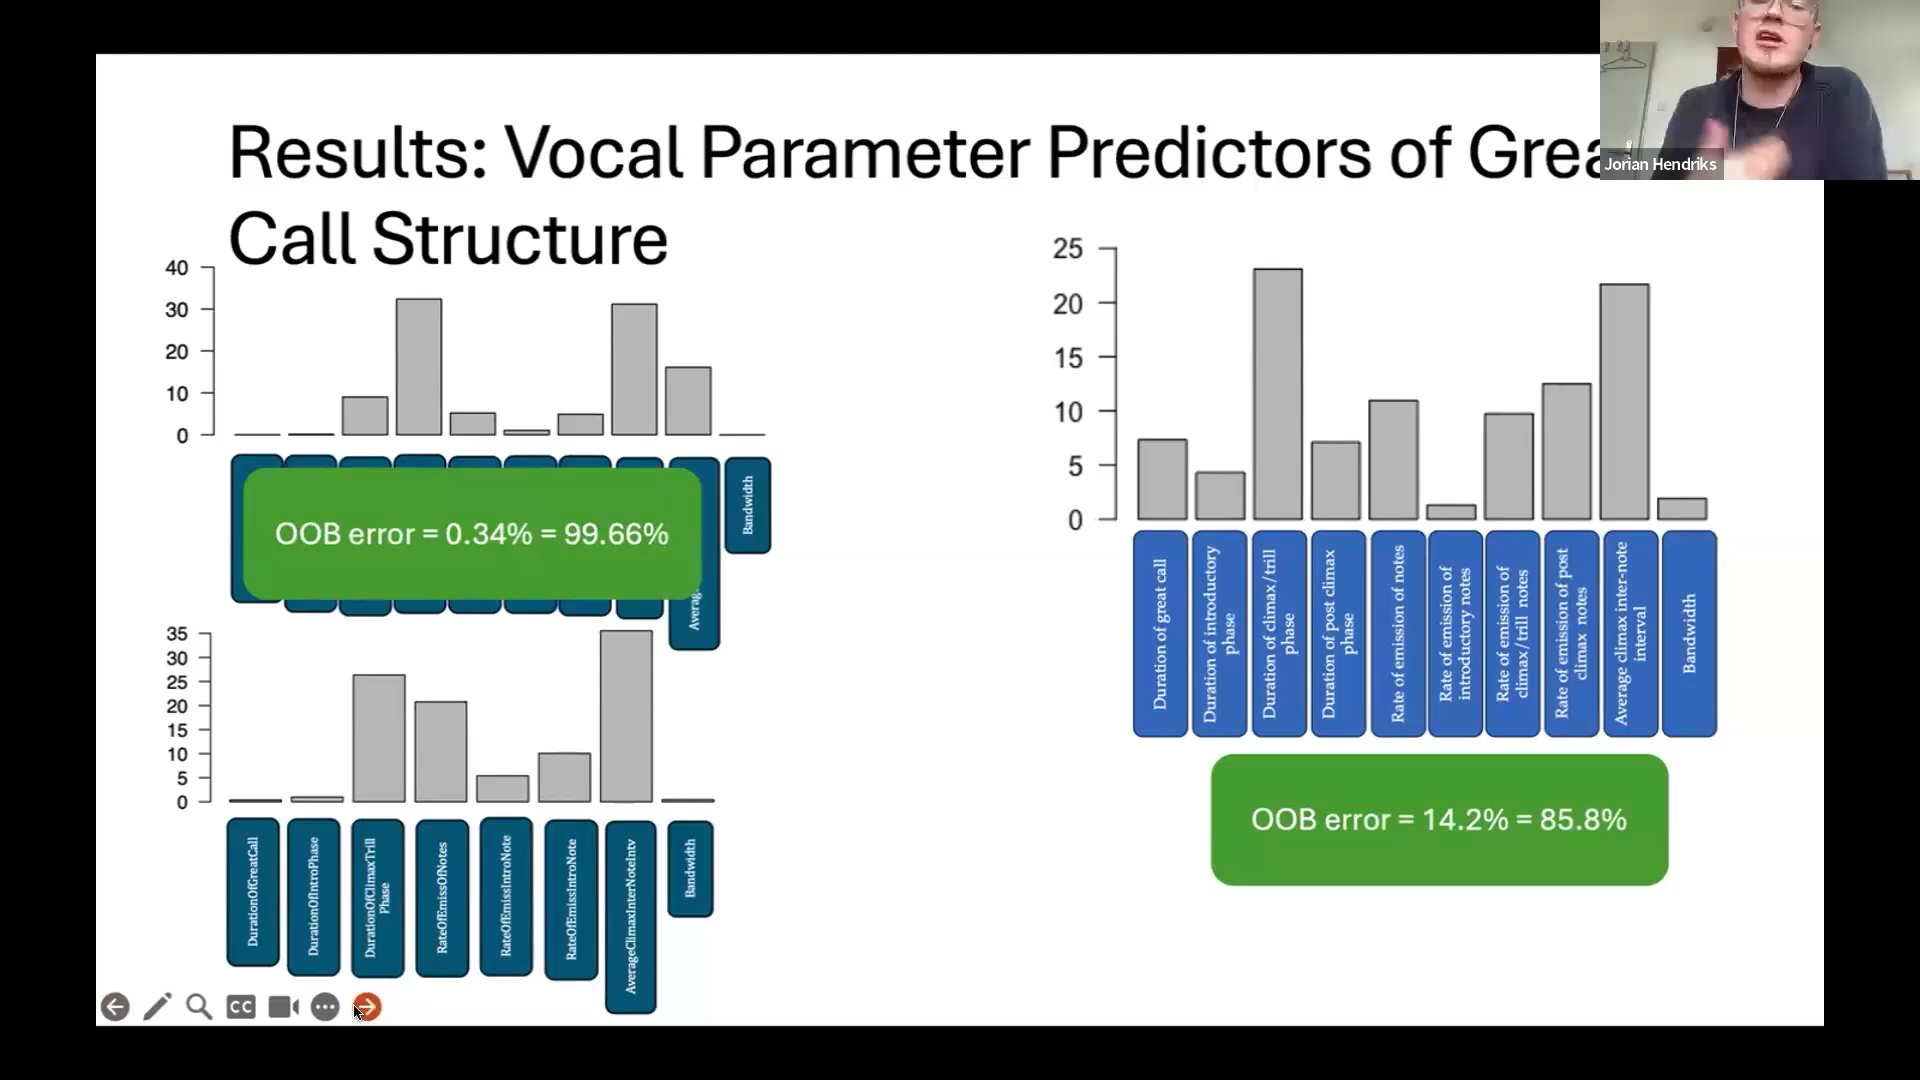 Results: Vocal Parameter Predictors of Grea
Call Structure
Jorian Hendriks
40
30
20
10
0
OOB error = 0.34% = 99.66%
Averag
Bandwidth
35
30
25
20
15
10
5
0
DurationOfGreatCall
DurationOfIntroPhase
DurationOfClimaxTrill
Phase
RateOfEmissOfNotes
RateOfEmissIntroNote
RateOfEmissIntroNote
AverageClimaxInterNoteIntv
Bandwidth
CC
25
20
15
10
5
0
Duration of great call
Duration of introductory
phase
Duration of climax/trill
phase
Duration of post climax
phase
Rate of emission of notes
Rate of emission of
introductory notes
Rate of emission of
climax/trill notes
Rate of emission of post
climax notes
Average climax inter-note
interval
Bandwidth
OOB error = 14.2% = 85.8%